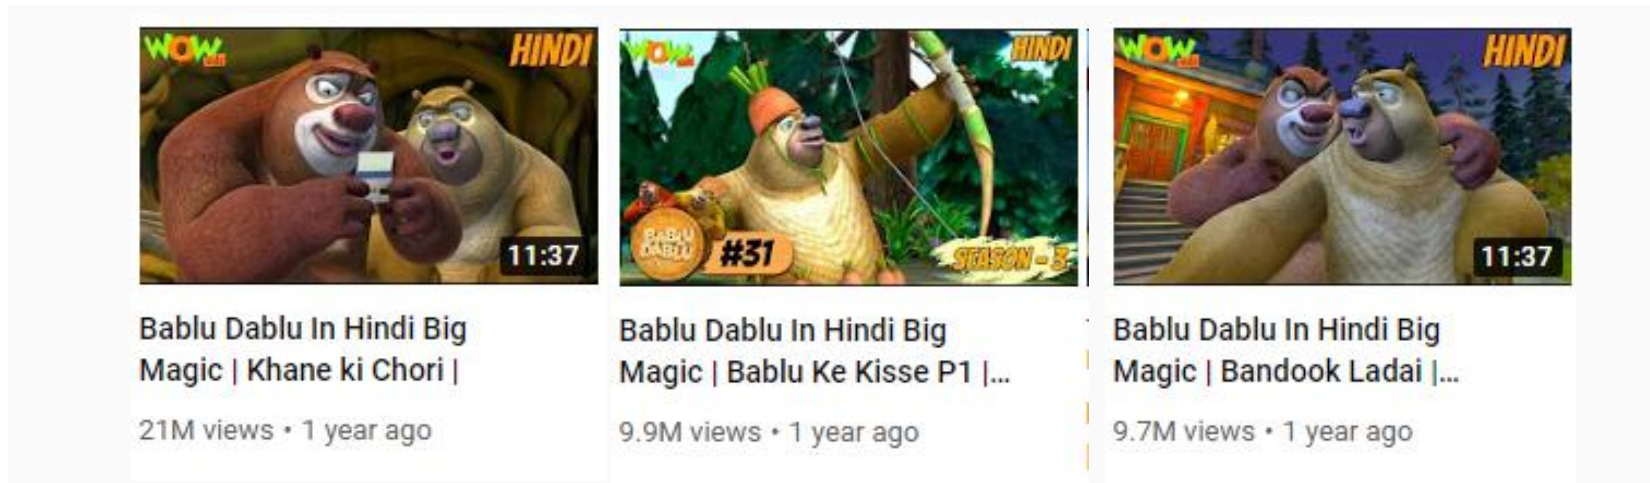 WOW
HINDI
11:37
Bablu Dablu In Hindi Big
Magic | Khane ki Chori |
21M views • 1 year ago
WOW
HINDI
BABLU
DABLU
#31
SEASON - 3
Bablu Dablu In Hindi Big
Magic | Bablu Ke Kisse P1 |...
9.9M views • 1 year ago
WOW
HINDI
11:37
Bablu Dablu In Hindi Big
Magic | Bandook Ladai |...
9.7M views • 1 year ago